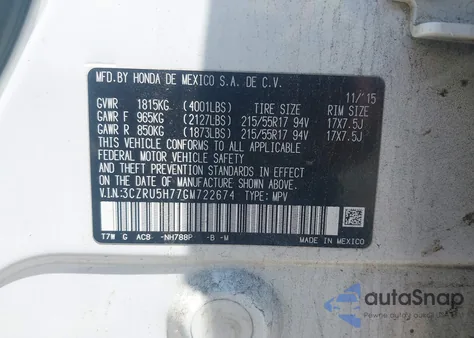 MFD.BY HONDA DE MEXICO S.A. DE C.V.
11/'15
GVWR 1815KG (4001LBS) TIRE SIZE RIM SIZE
GAWR F 965KG (2127LBS) 215/55R17 94V 17X7.5J
GAWR R 850KG (1873LBS) 215/55R17 94V 17X7.5J
THIS VEHICLE CONFORMS TO ALL APPLICABLE
FEDERAL MOTOR VEHICLE SAFETY, BUMPER,
AND THEFT PREVENTION STANDARDS IN EFFECT
ON THE DATE OF MANUFACTURE SHOWN ABOVE.
V.I.N:3CZRU5H77GM722674 TYPE: MPV
T7W G AC8 -NH788P -B -M
MADE IN MEXICO
autoSnap